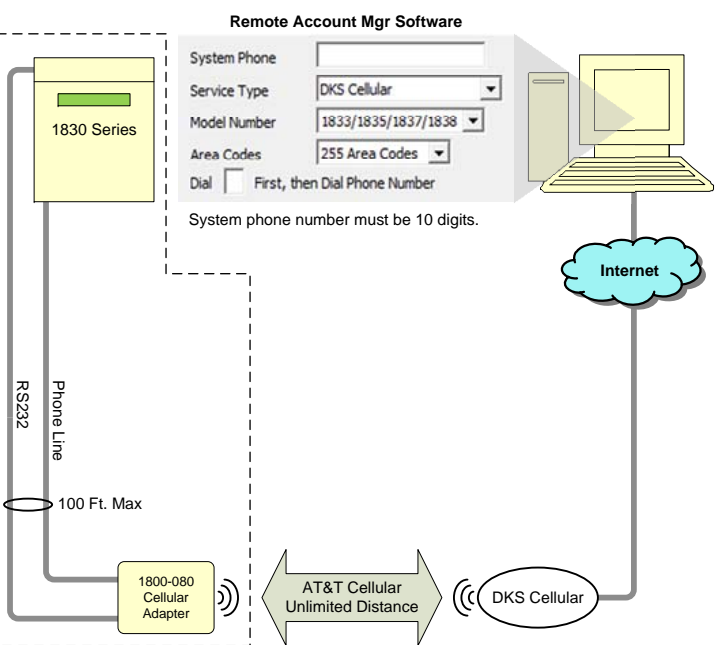 Remote Account Mgr Software
System Phone
Service Type DKS Cellular
Model Number 1833/1835/1837/1838
Area Codes 255 Area Codes
Dial First, then Dial Phone Number
System phone number must be 10 digits.
1830 Series
Internet
RS232
Phone Line
100 Ft. Max
1800-080
Cellular
Adapter
AT&T Cellular
Unlimited Distance
DKS Cellular